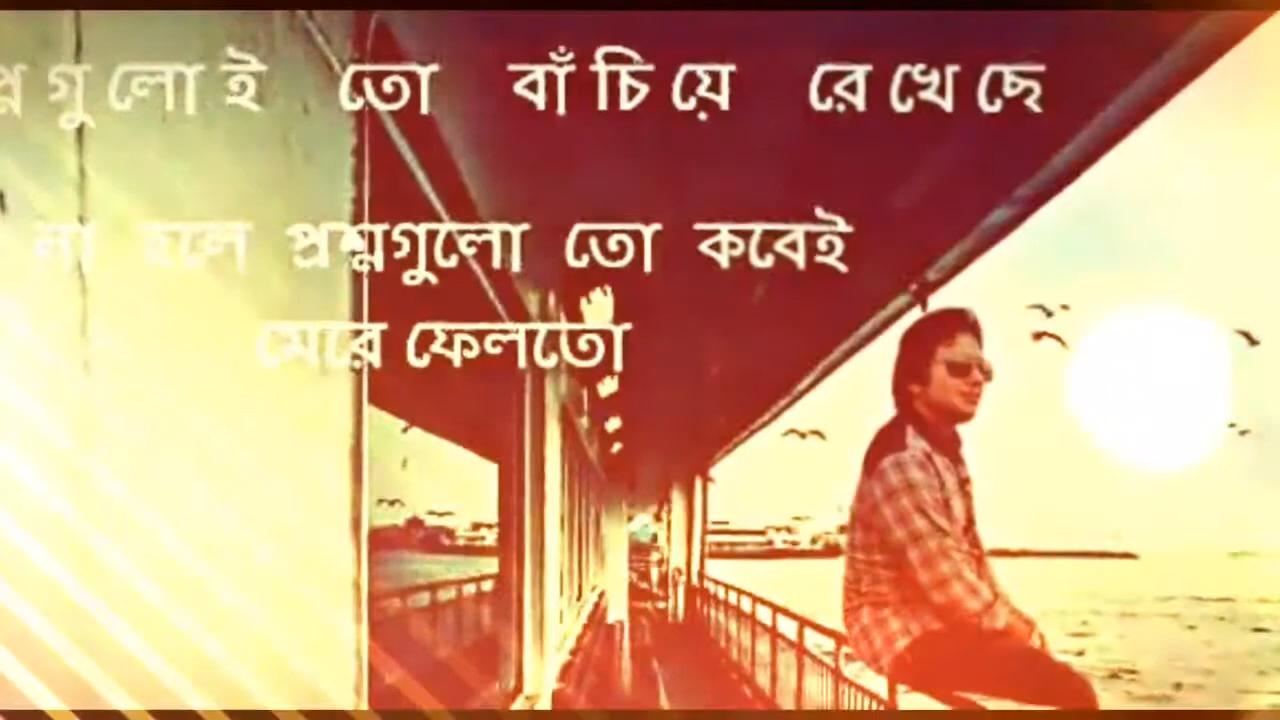 তো বাঁচিয়ে রেখেছে
প্রশ্নগুলো তো কবেই
মেরে ফেলতো